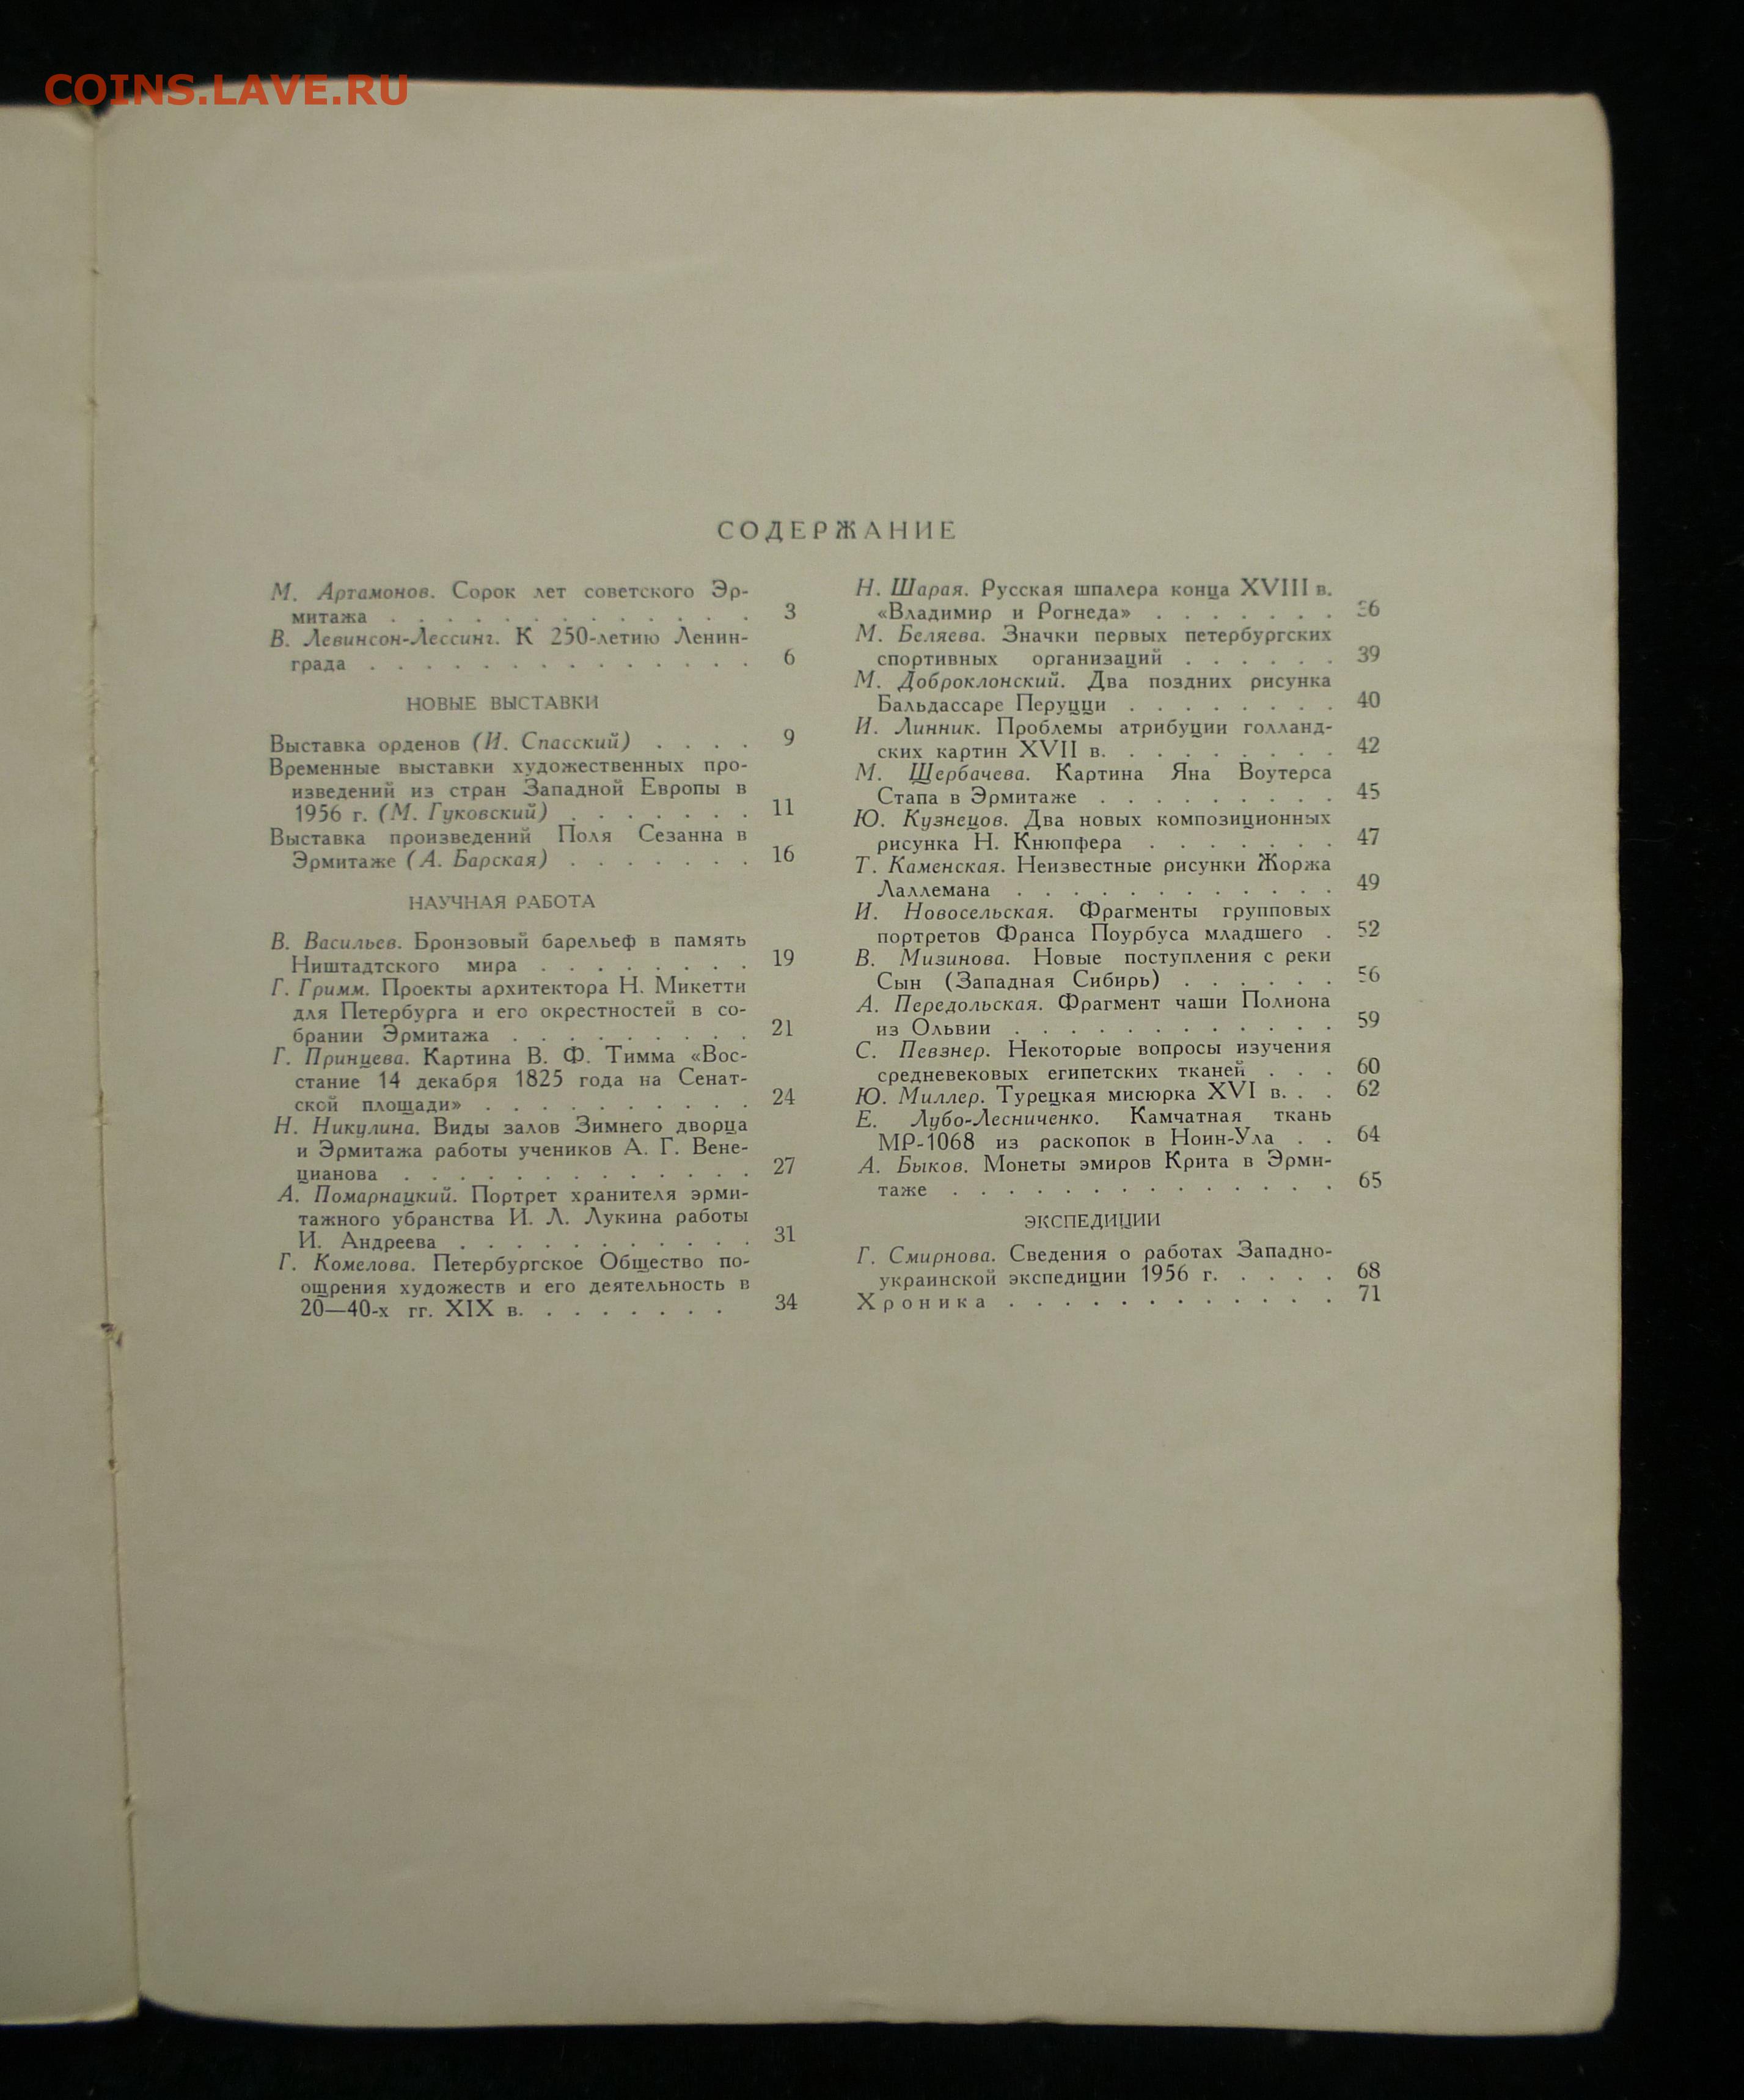 COINS.LAVE.RU
СОДЕРЖАНИЕ
М. Артамонов. Сорок лет советского Эр-
митажа . . . . . . . . . . . . . 3
В. Левинсон-Лессинг. К 250-летию Ленин-
града . . . . . . . . . . . . . . 6
НОВЫЕ ВЫСТАВКИ
Выставка орденов (И. Спасский) . . . . 9
Временные выставки художественных про-
изведений из стран Западной Европы в
1956 г. (М. Гуковский) . . . . . . . 11
Выставка произведений Поля Сезанна в
Эрмитаже (А. Барская) . . . . . . . 16
НАУЧНАЯ РАБОТА
В. Васильев. Бронзовый барельеф в память
Ништадтского мира . . . . . . . . 19
Г. Гримм. Проекты архитектора Н. Микетти
для Петербурга и его окрестностей в со-
брании Эрмитажа . . . . . . . . . 21
Г. Принцева. Картина В. Ф. Тимма «Вос-
стание 14 декабря 1825 года на Сенат-
ской площади» . . . . . . . . . . 24
Н. Никулина. Виды залов Зимнего дворца
и Эрмитажа работы учеников А. Г. Вене-
цианова . . . . . . . . . . . . . 27
А. Помарнацкий. Портрет хранителя эрми-
тажного убранства И. Л. Лукина работы
И. Андреева . . . . . . . . . . . 31
Г. Комелова. Петербургское Общество по-
ощрения художеств и его деятельность в
20—40-х гг. XIX в. . . . . . . . 34
Н. Шарая. Русская шпалера конца XVIII в.
«Владимир и Рогнеда» . . . . . . .
М. Беляева. Значки первых петербургских
спортивных организаций . . . . . . 39
М. Доброклонский. Два поздних рисунка
Бальдассаре Перуцци . . . . . . . . 40
И. Линник. Проблемы атрибуции голланд-
ских картин XVII в. . . . . . . . . 42
М. Щербачева. Картина Яна Воутерса
Стапа в Эрмитаже . . . . . . . . . 45
Ю. Кузнецов. Два новых композиционных
рисунка Н. Кнюпфера . . . . . . . 47
Т. Каменская. Неизвестные рисунки Жоржа
Лаллемана . . . . . . . . . . . . 49
И. Новосельская. Фрагменты групповых
портретов Франса Поурбуса младшего . 52
В. Мизинова. Новые поступления с реки
Сын (Западная Сибирь) . . . . . . 56
А. Передольская. Фрагмент чаши Полиона
из Ольвии . . . . . . . . . . . . 59
С. Певзнер. Некоторые вопросы изучения
средневековых египетских тканей . . . 60
Ю. Миллер. Турецкая мисюрка XVI в. . . 62
Е. Лубо-Лесниченко. Камчатная ткань
МР-1068 из раскопок в Ноин-Ула . . 64
А. Быков. Монеты эмиров Крита в Эрми-
таже . . . . . . . . . . . . . . 65
ЭКСПЕДИЦИИ
Г. Смирнова. Сведения о работах Западно-
украинской экспедиции 1956 г. . . . . 68
Хроника . . . . . . . . . . . . 71